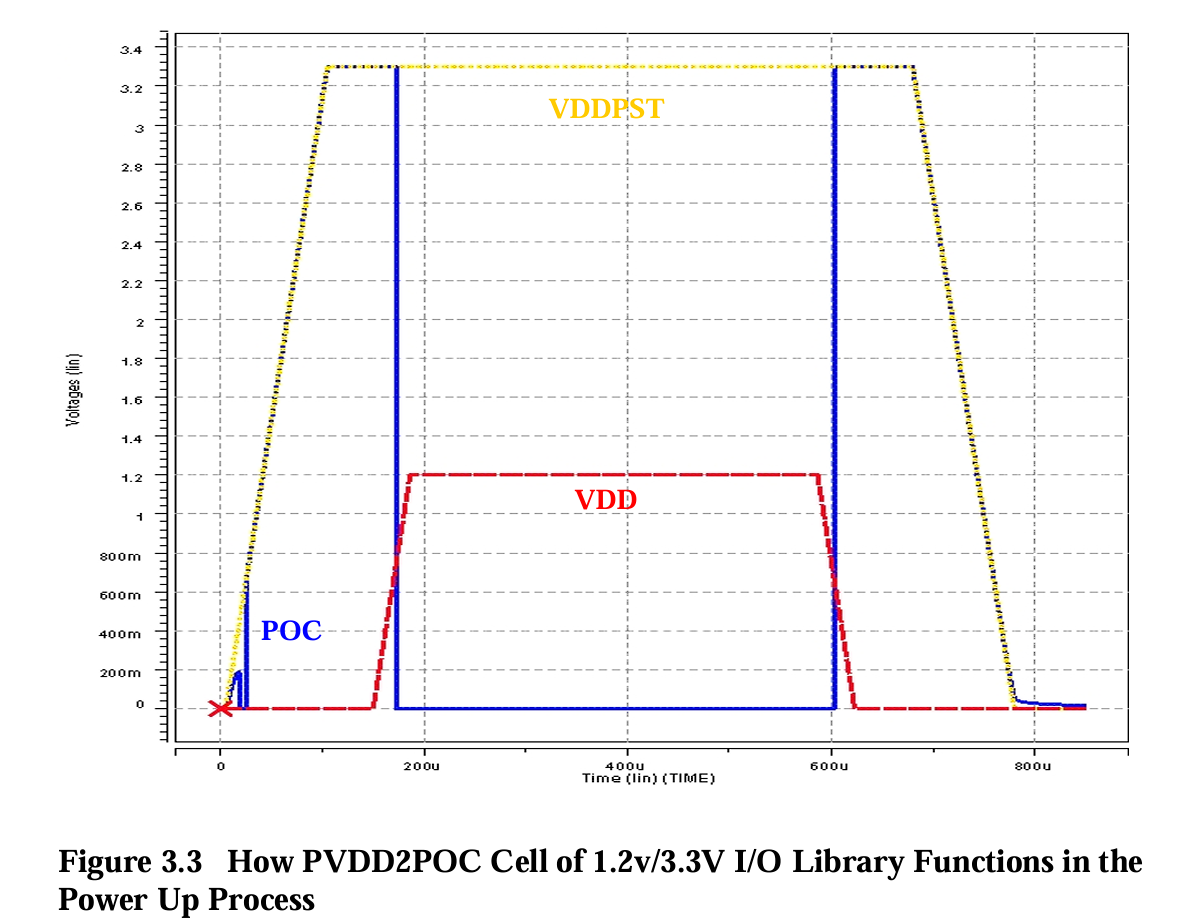 3.4
3.2
3
2.8
2.6
2.4
2.2
2
1.8
1.6
1.4
1.2
1
800m
600m
400m
200m
0
Voltages (lin)
VDDPST
VDD
POC
0
200u
400u
600u
800u
Time (lin) (TIME)
Figure 3.3 How PVDD2POC Cell of 1.2v/3.3V I/O Library Functions in the
Power Up Process